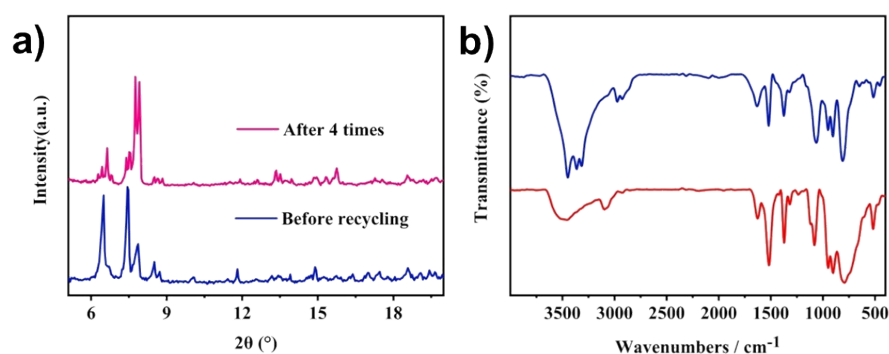 a)
Intensity(a.u.)
After 4 times
Before recycling
6 9 12 15 18
2θ (°)
b)
Transmittance (%)
3500 3000 2500 2000 1500 1000 500
Wavenumbers / cm⁻¹